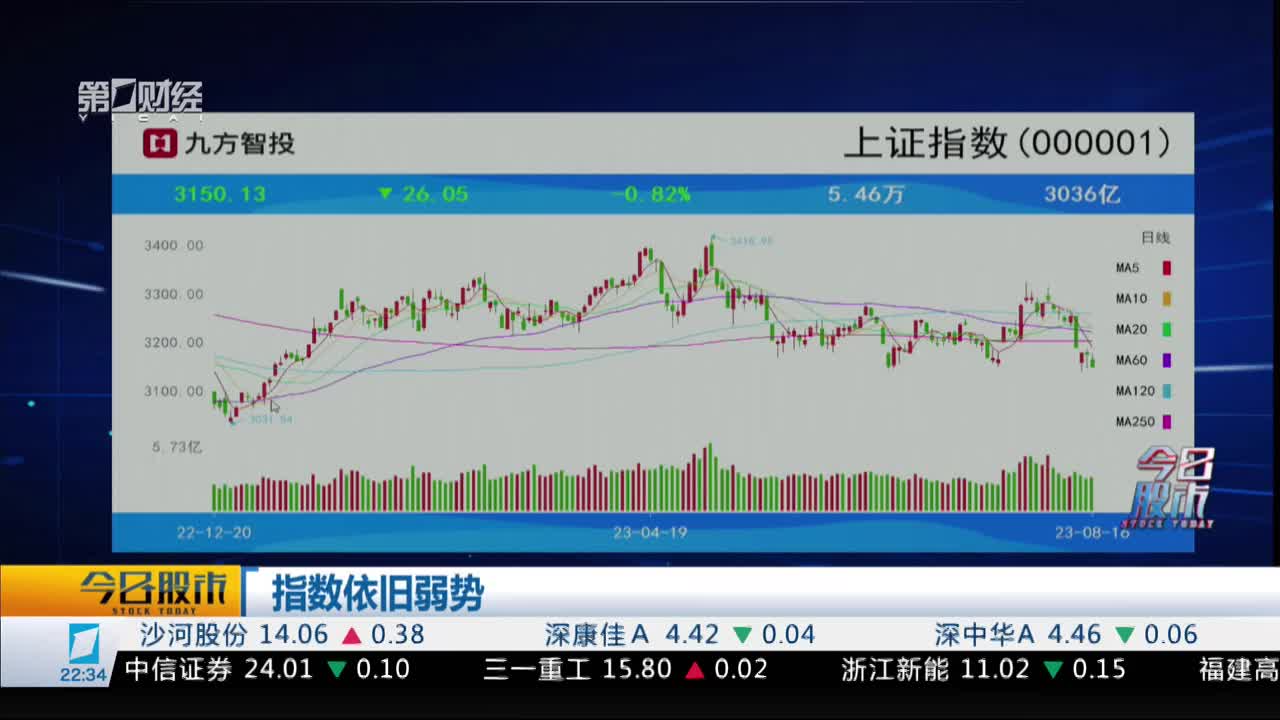 第一财经
YICAI
九方智投
上证指数(000001)
3150.13 ▼26.05 -0.82% 5.46万 3036亿
日线
3400.00
3300.00
3200.00
3100.00
5.73亿
3031.54
MA5
MA10
MA20
MA60
MA120
MA250
22-12-20 23-04-19 23-08-16
今日股市
STOCK TODAY
今日股市
STOCK TODAY
指数依旧弱势
沙河股份 14.06 ▲ 0.38 深康佳A 4.42 ▼ 0.04 深中华A 4.46 ▼ 0.06
22:34
中信证券 24.01 ▼ 0.10 三一重工 15.80 ▲ 0.02 浙江新能 11.02 ▼ 0.15 福建高